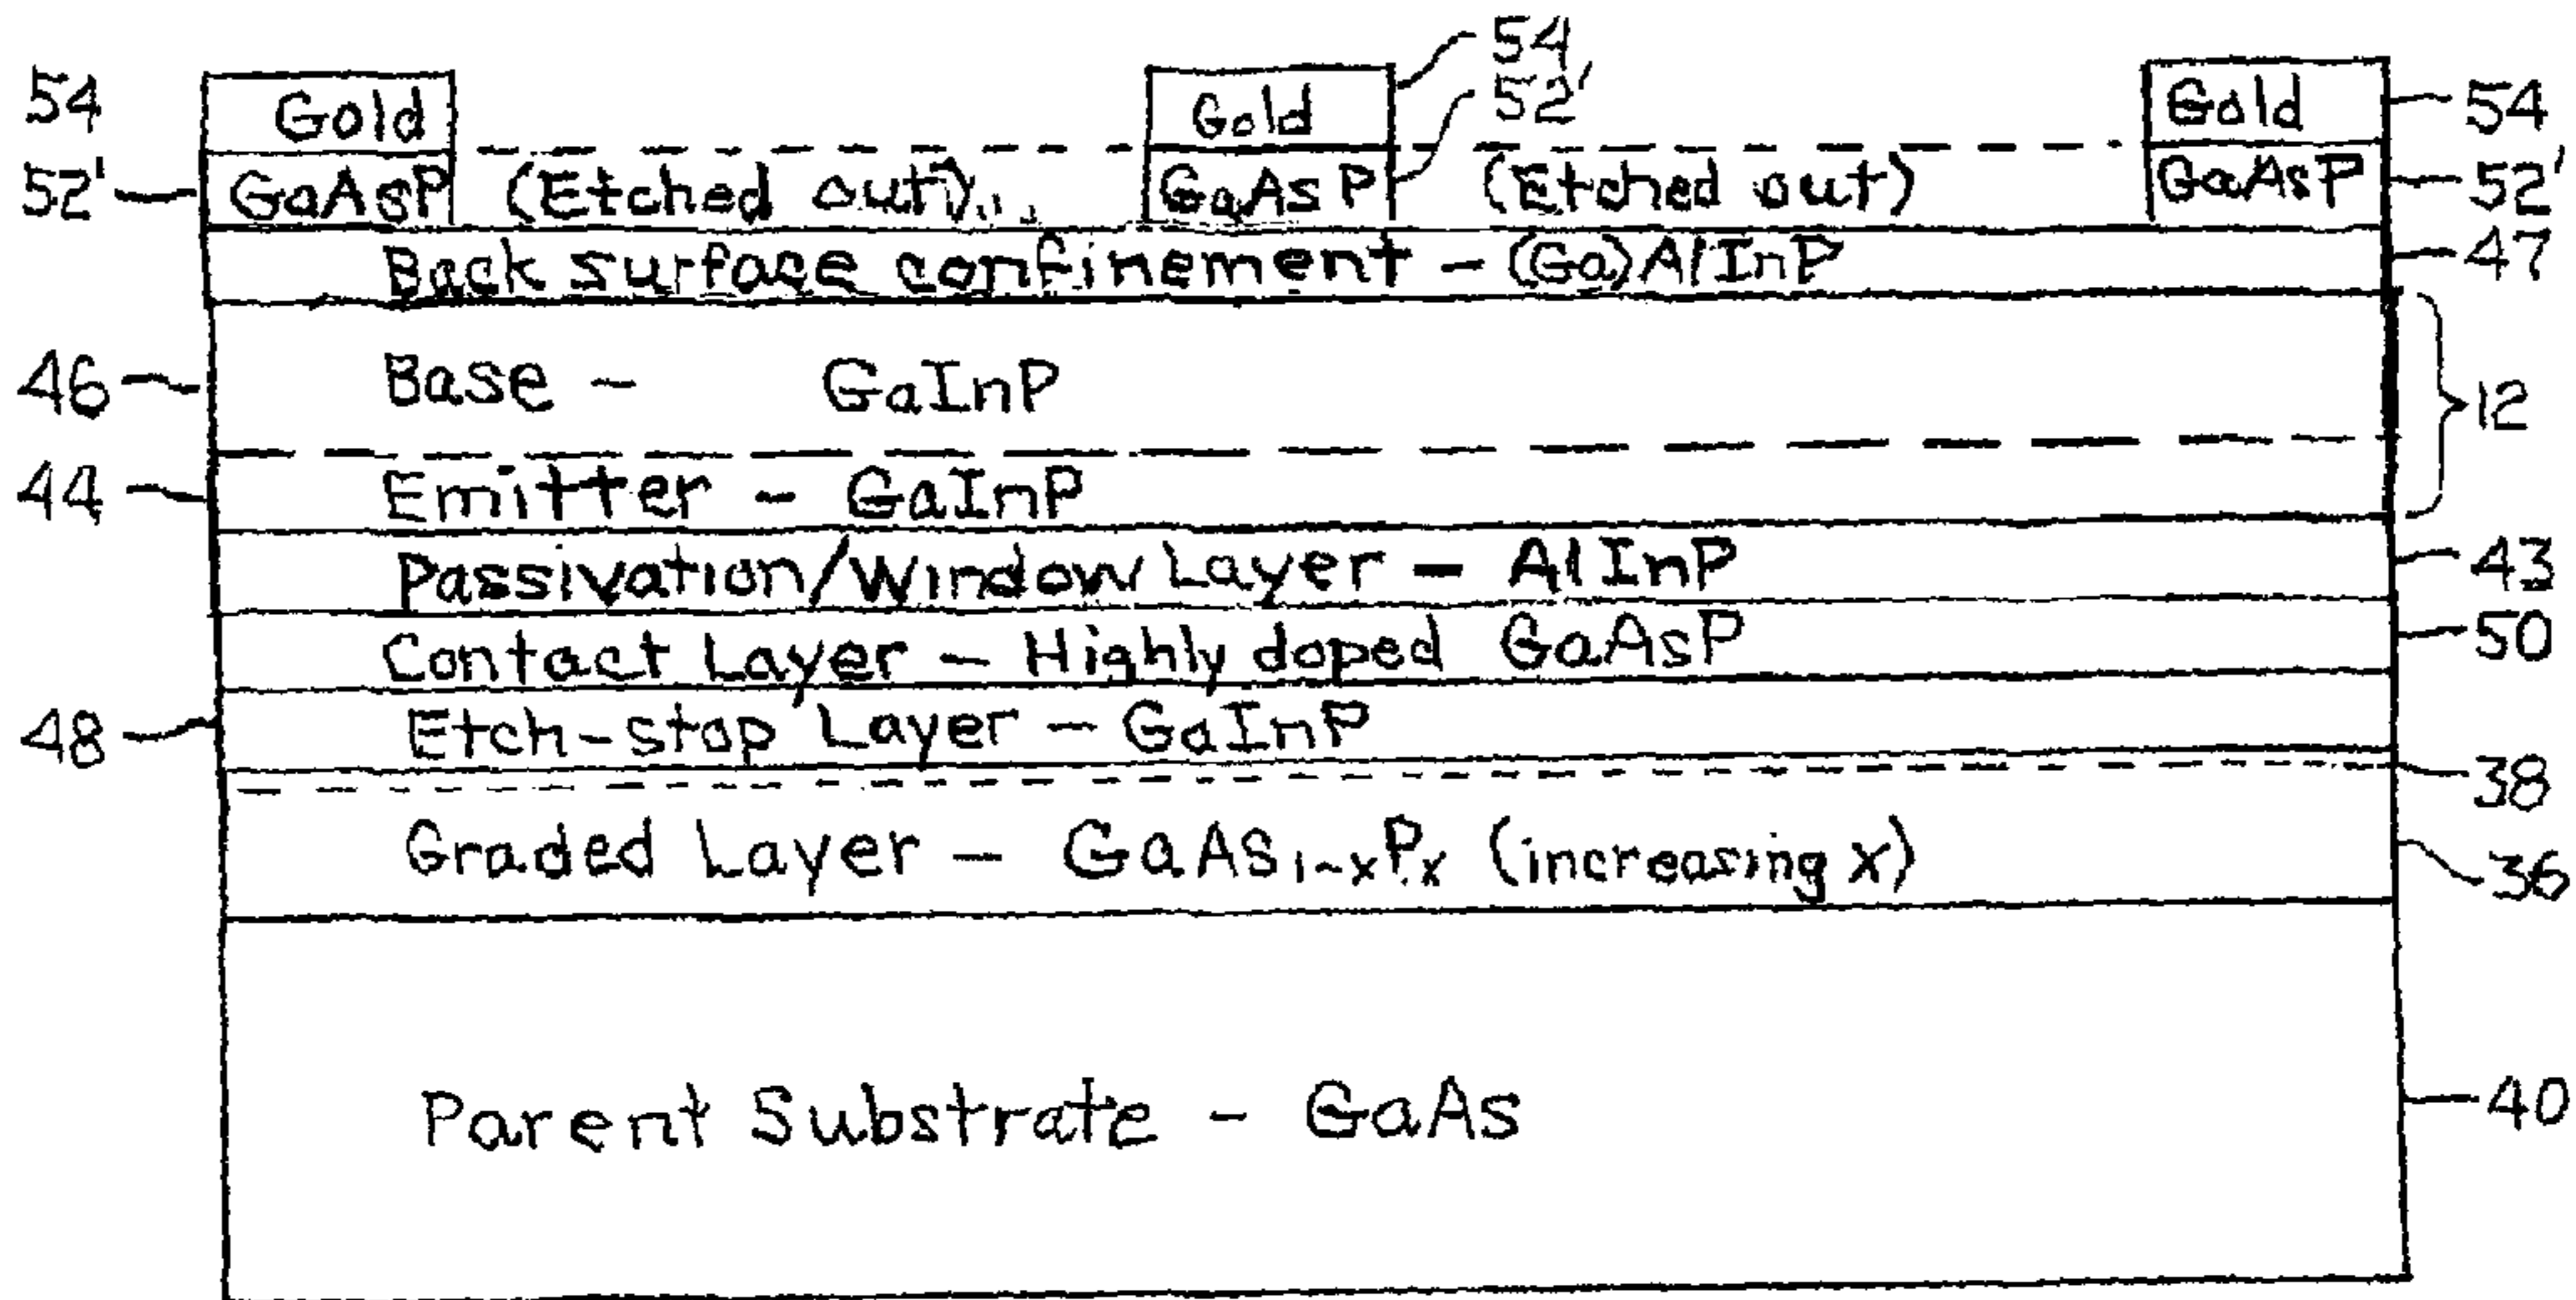 54 Gold Gold 54 Gold 54
52' GaAsP (Etched out) GaAsP 52' (Etched out) GaAsP 52'
Back surface confinement - (Ga)AlInP 47
46 Base - GaInP 12
44 Emitter - GaInP
Passivation/Window Layer - AlInP 43
Contact Layer - Highly doped GaAsP 50
48 Etch-stop Layer - GaInP
38
Graded Layer - GaAs₁₋ₓPₓ (increasing x) 36
Parent Substrate - GaAs 40